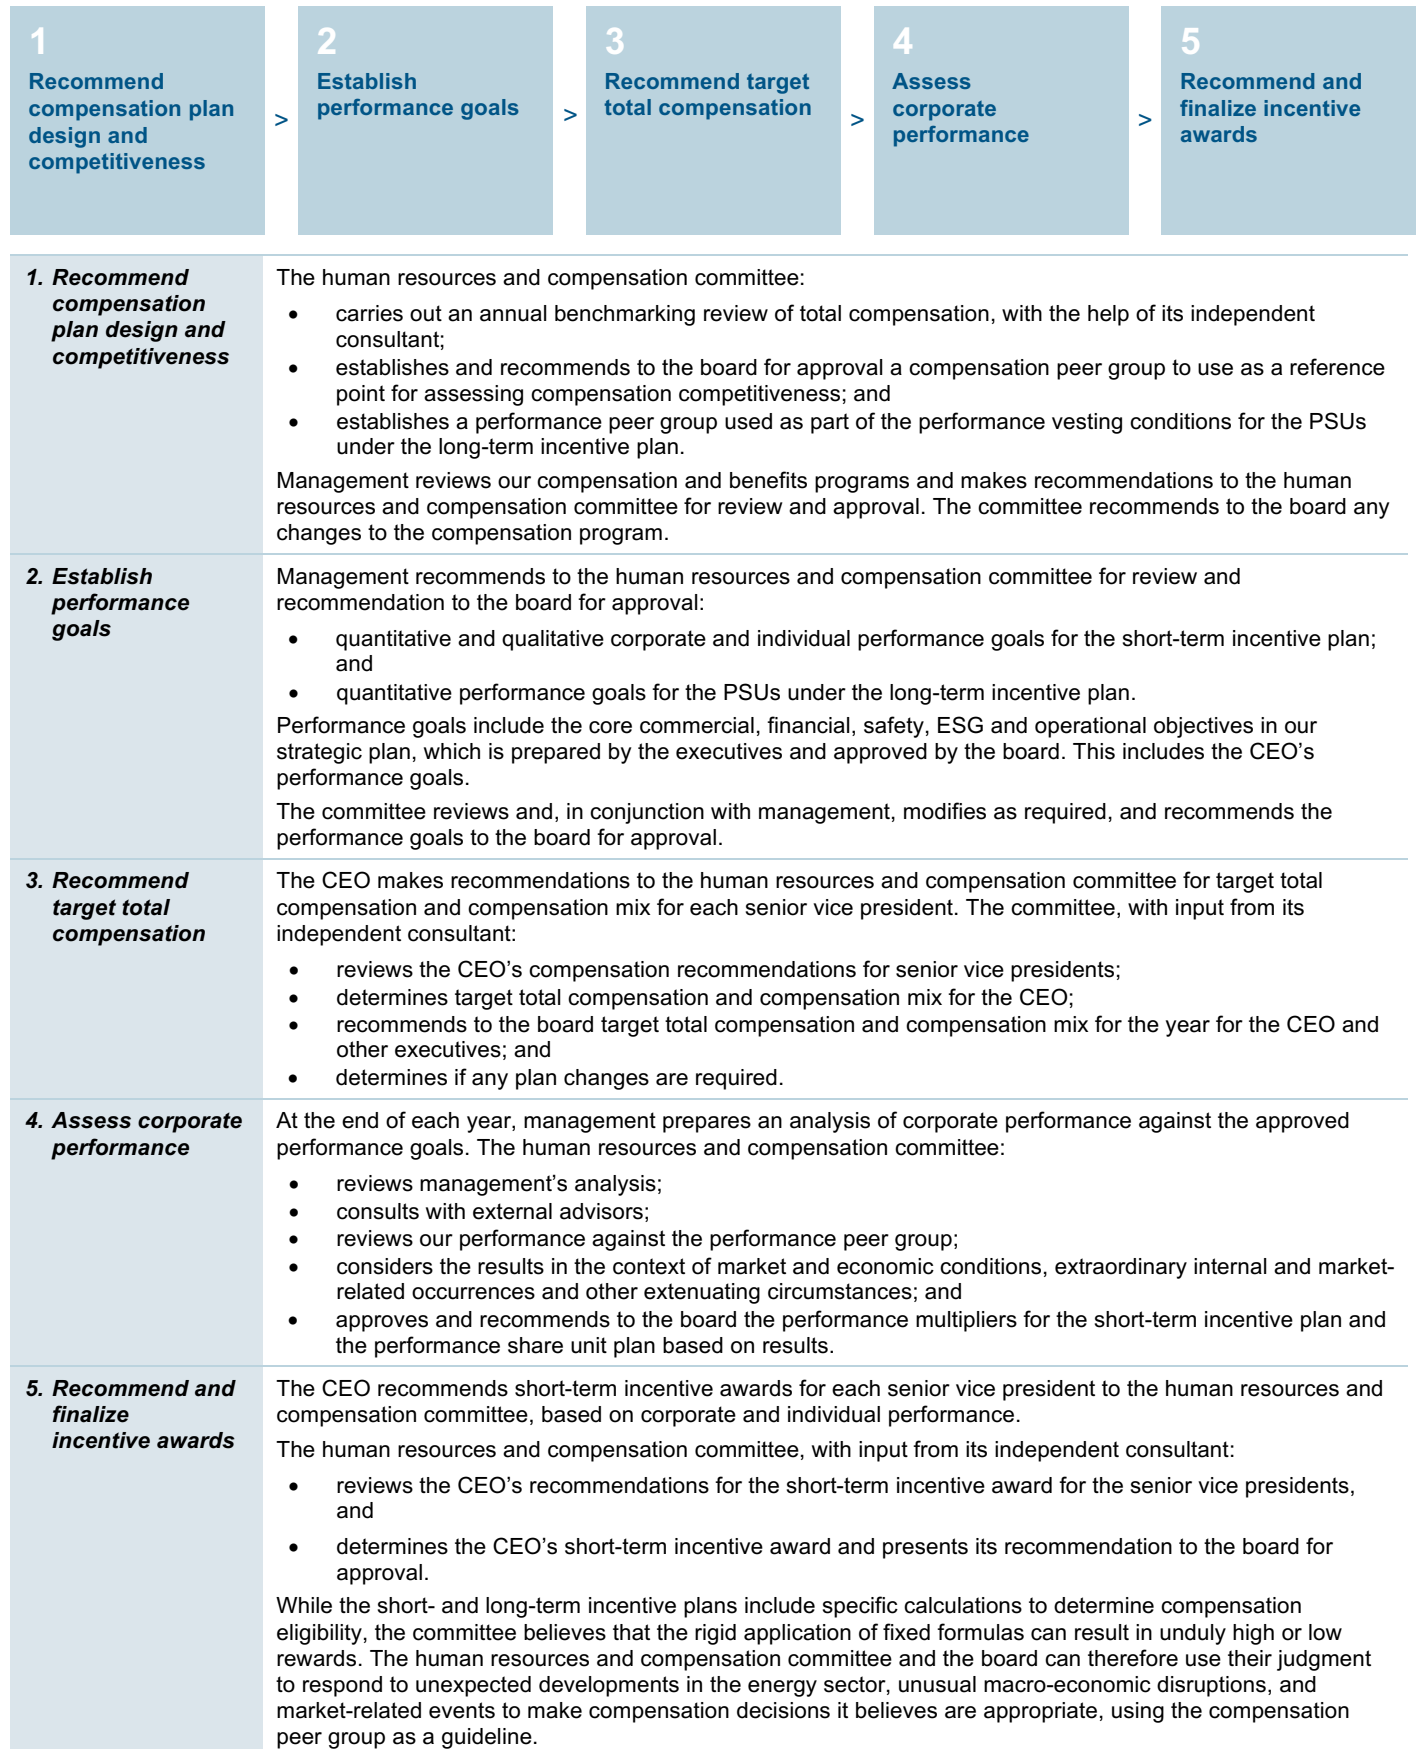 1
Recommend
compensation plan
design and
competitiveness
>
2
Establish
performance goals
>
3
Recommend target
total compensation
>
4
Assess
corporate
performance
>
5
Recommend and
finalize incentive
awards
1. Recommend
compensation
plan design and
competitiveness
The human resources and compensation committee:
• carries out an annual benchmarking review of total compensation, with the help of its independent
consultant;
• establishes and recommends to the board for approval a compensation peer group to use as a reference
point for assessing compensation competitiveness; and
• establishes a performance peer group used as part of the performance vesting conditions for the PSUs
under the long-term incentive plan.
Management reviews our compensation and benefits programs and makes recommendations to the human
resources and compensation committee for review and approval. The committee recommends to the board any
changes to the compensation program.
2. Establish
performance
goals
Management recommends to the human resources and compensation committee for review and
recommendation to the board for approval:
• quantitative and qualitative corporate and individual performance goals for the short-term incentive plan;
and
• quantitative performance goals for the PSUs under the long-term incentive plan.
Performance goals include the core commercial, financial, safety, ESG and operational objectives in our
strategic plan, which is prepared by the executives and approved by the board. This includes the CEO's
performance goals.
The committee reviews and, in conjunction with management, modifies as required, and recommends the
performance goals to the board for approval.
3. Recommend
target total
compensation
The CEO makes recommendations to the human resources and compensation committee for target total
compensation and compensation mix for each senior vice president. The committee, with input from its
independent consultant:
• reviews the CEO's compensation recommendations for senior vice presidents;
• determines target total compensation and compensation mix for the CEO;
• recommends to the board target total compensation and compensation mix for the year for the CEO and
other executives; and
• determines if any plan changes are required.
4. Assess corporate
performance
At the end of each year, management prepares an analysis of corporate performance against the approved
performance goals. The human resources and compensation committee:
• reviews management's analysis;
• consults with external advisors;
• reviews our performance against the performance peer group;
• considers the results in the context of market and economic conditions, extraordinary internal and market-
related occurrences and other extenuating circumstances; and
• approves and recommends to the board the performance multipliers for the short-term incentive plan and
the performance share unit plan based on results.
5. Recommend and
finalize
incentive awards
The CEO recommends short-term incentive awards for each senior vice president to the human resources and
compensation committee, based on corporate and individual performance.
The human resources and compensation committee, with input from its independent consultant:
• reviews the CEO's recommendations for the short-term incentive award for the senior vice presidents,
and
• determines the CEO's short-term incentive award and presents its recommendation to the board for
approval.
While the short- and long-term incentive plans include specific calculations to determine compensation
eligibility, the committee believes that the rigid application of fixed formulas can result in unduly high or low
rewards. The human resources and compensation committee and the board can therefore use their judgment
to respond to unexpected developments in the energy sector, unusual macro-economic disruptions, and
market-related events to make compensation decisions it believes are appropriate, using the compensation
peer group as a guideline.